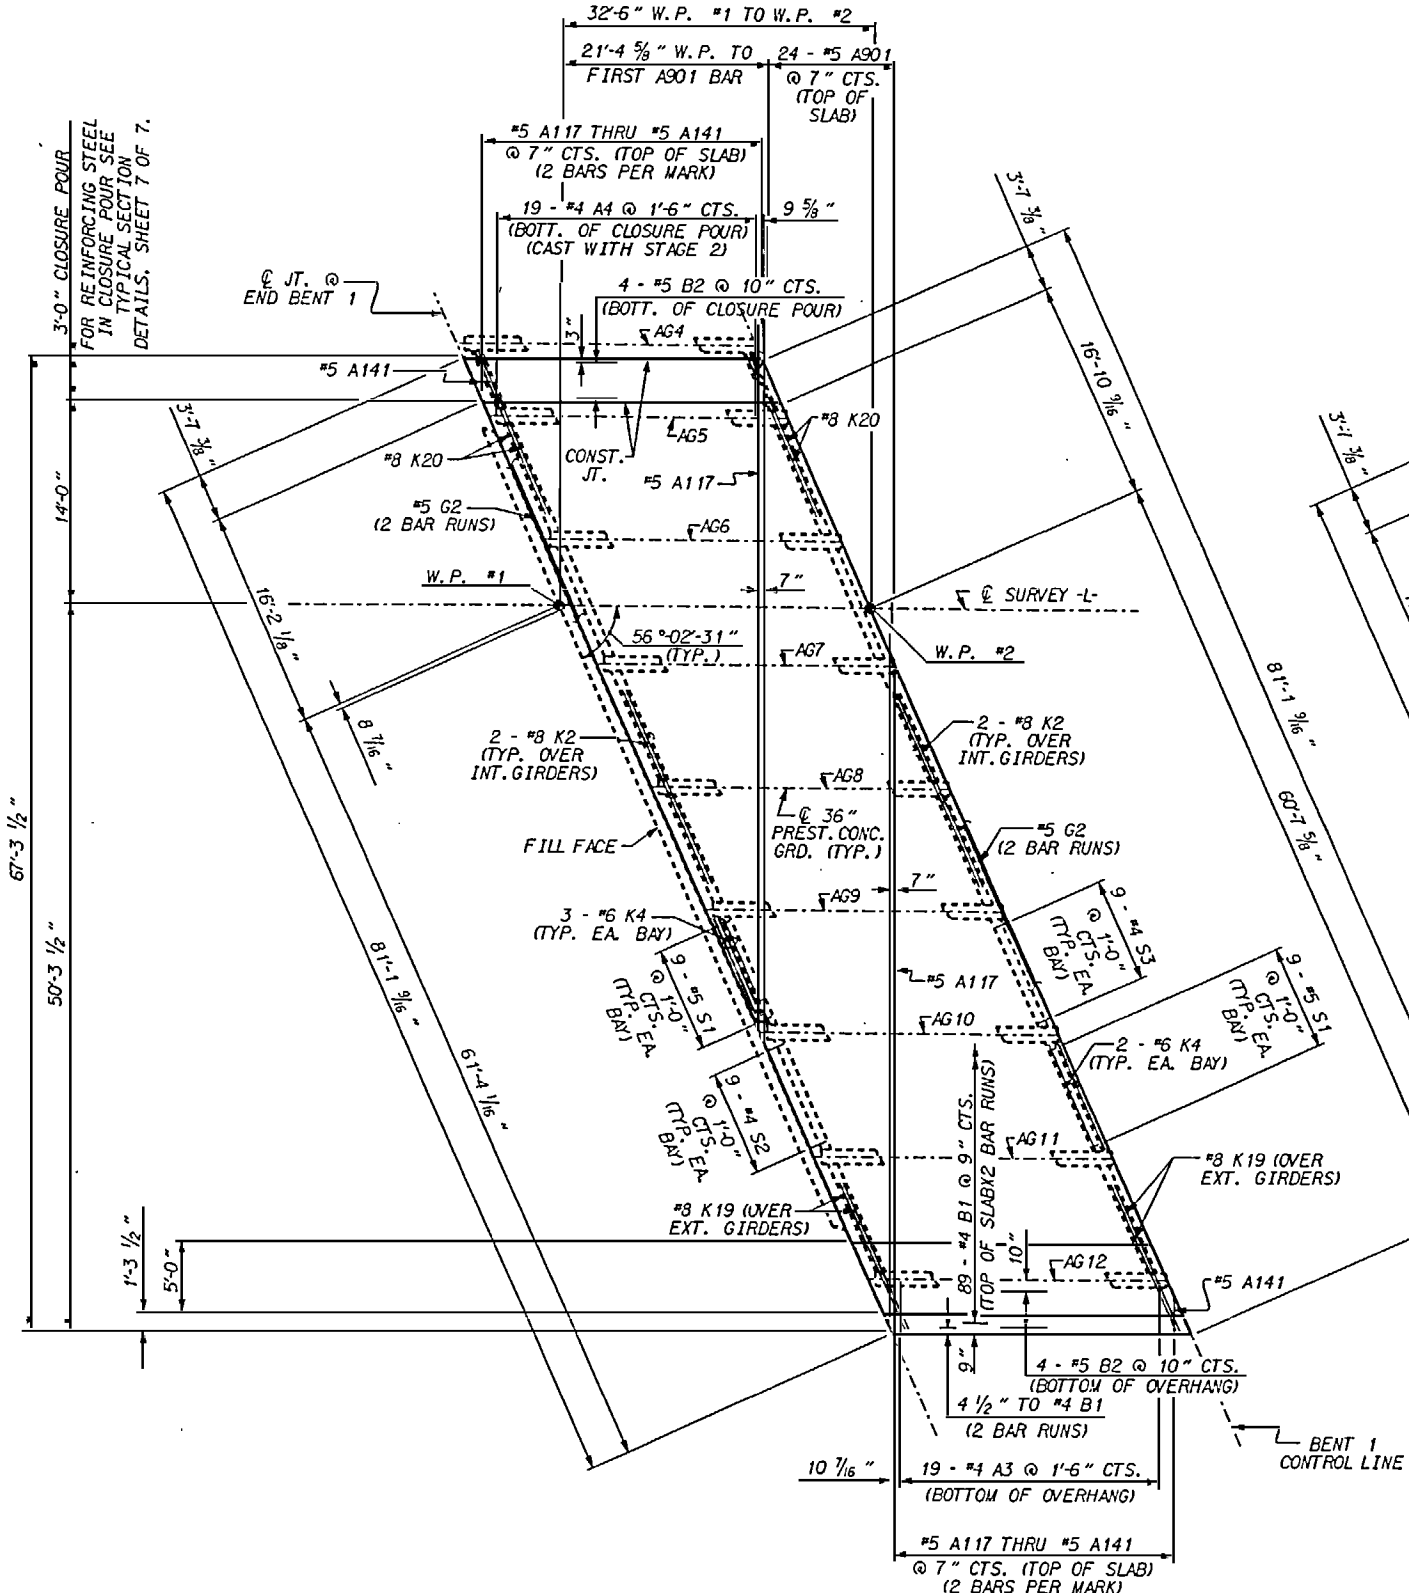 32'-6" W.P. #1 TO W.P. #2
21'-4 5/8" W.P. TO
FIRST A901 BAR
24 - #5 A901
@ 7" CTS.
(TOP OF
SLAB)
#5 A117 THRU #5 A141
@ 7" CTS. (TOP OF SLAB)
(2 BARS PER MARK)
19 - #4 A4 @ 1'-6" CTS.
(BOTT. OF CLOSURE POUR)
(CAST WITH STAGE 2)
9 5/8"
3'-0" CLOSURE POUR
FOR REINFORCING STEEL
IN CLOSURE POUR SEE
TYPICAL SECTION
DETAILS, SHEET 7 OF 7.
℄ JT. @
END BENT 1
4 - #5 B2 @ 10" CTS.
(BOTT. OF CLOSURE POUR)
3"
AG4
#5 A141
3'-7 3/8"
16'-10 9/16"
3'-7 3/8"
AG5
#8 K20
#8 K20
CONST.
JT.
#5 A117
3'-7 3/8"
14'-0"
#5 G2
(2 BAR RUNS)
AG6
W.P. #1
7"
℄ SURVEY -L-
16'-2 1/8"
56°-02'-31"
(TYP.)
AG7
W.P. #2
81'-1 9/16"
8 7/16"
2 - #8 K2
(TYP. OVER
INT. GIRDERS)
2 - #8 K2
(TYP. OVER
INT. GIRDERS)
AG8
℄ 36"
PREST. CONC.
GRD. (TYP.)
60'-7 5/8"
67'-3 1/2"
FILL FACE
#5 G2
(2 BAR RUNS)
7"
AG9
3 - #6 K4
(TYP. EA. BAY)
9 - #4 S3
@ 1'-0"
CTS. EA.
(TYP.
BAY)
50'-3 1/2"
81'-1 9/16"
9 - #5 S1
@ 1'-0"
CTS. EA.
(TYP.
BAY)
#5 A117
9 - #5 S1
@ 1'-0"
CTS. EA.
(TYP.
BAY)
AG10
2 - #6 K4
(TYP. EA. BAY)
61'-4 1/16"
9 - #4 S2
@ 1'-0"
CTS. EA.
(TYP.
BAY)
89 - #4 B1 @ 9" CTS.
(TOP OF SLAB)(2 BAR RUNS)
AG11
#8 K19 (OVER
EXT. GIRDERS)
#8 K19 (OVER
EXT. GIRDERS)
1'-3 1/2"
5'-0"
10"
AG12
#5 A141
9"
4 - #5 B2 @ 10" CTS.
(BOTTOM OF OVERHANG)
4 1/2" TO #4 B1
(2 BAR RUNS)
BENT 1
CONTROL LINE
10 7/16"
19 - #4 A3 @ 1'-6" CTS.
(BOTTOM OF OVERHANG)
#5 A117 THRU #5 A141
@ 7" CTS. (TOP OF SLAB)
(2 BARS PER MARK)